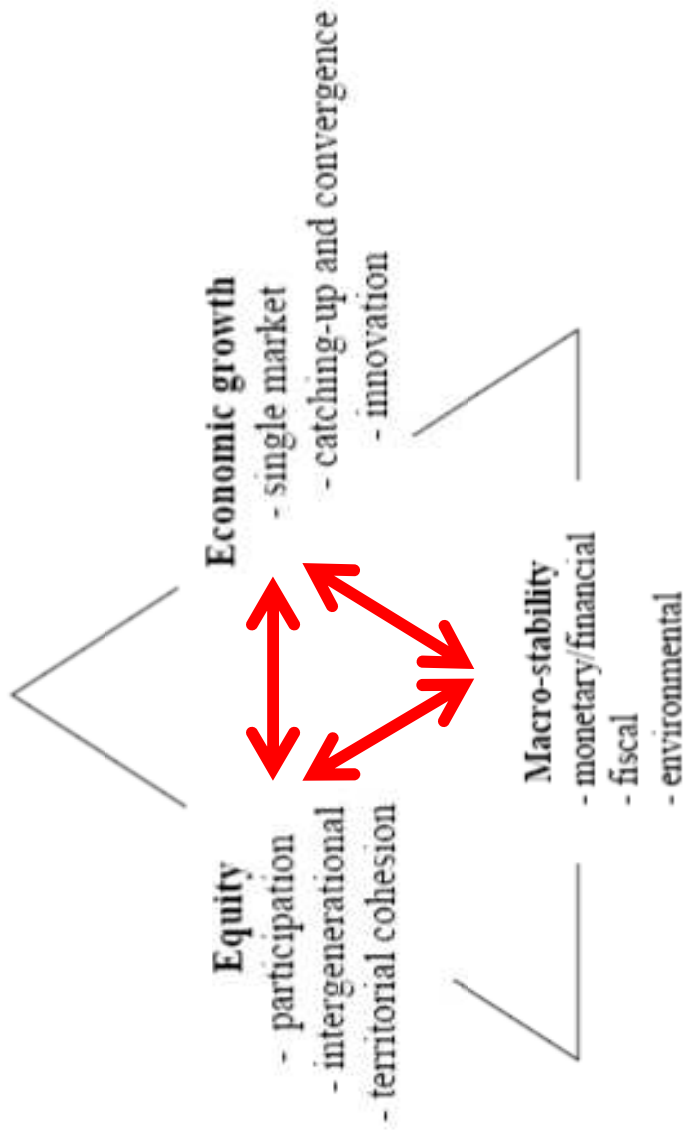 Equity
- participation
- intergenerational
- territorial cohesion
Economic growth
- single market
- catching-up and convergence
- innovation
Macro-stability
- monetary/financial
- fiscal
- environmental